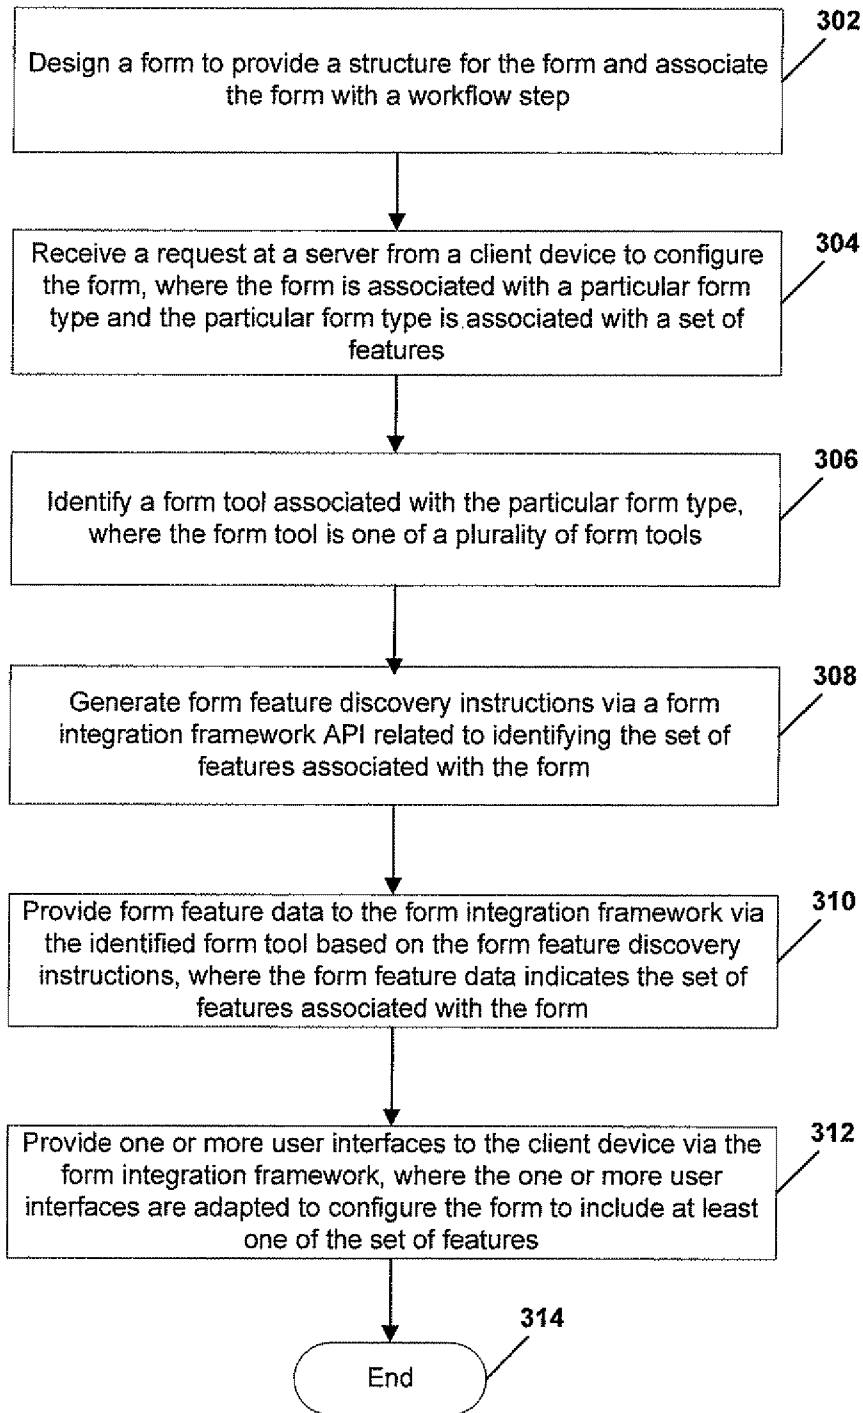 302
Design a form to provide a structure for the form and associate
the form with a workflow step
304
Receive a request at a server from a client device to configure
the form, where the form is associated with a particular form
type and the particular form type is associated with a set of
features
306
Identify a form tool associated with the particular form type,
where the form tool is one of a plurality of form tools
308
Generate form feature discovery instructions via a form
integration framework API related to identifying the set of
features associated with the form
310
Provide form feature data to the form integration framework via
the identified form tool based on the form feature discovery
instructions, where the form feature data indicates the set of
features associated with the form
312
Provide one or more user interfaces to the client device via the
form integration framework, where the one or more user
interfaces are adapted to configure the form to include at least
one of the set of features
314
End